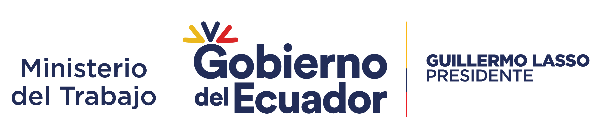 Ministerio
del Trabajo
Gobierno
del Ecuador
GUILLERMO LASSO
PRESIDENTE